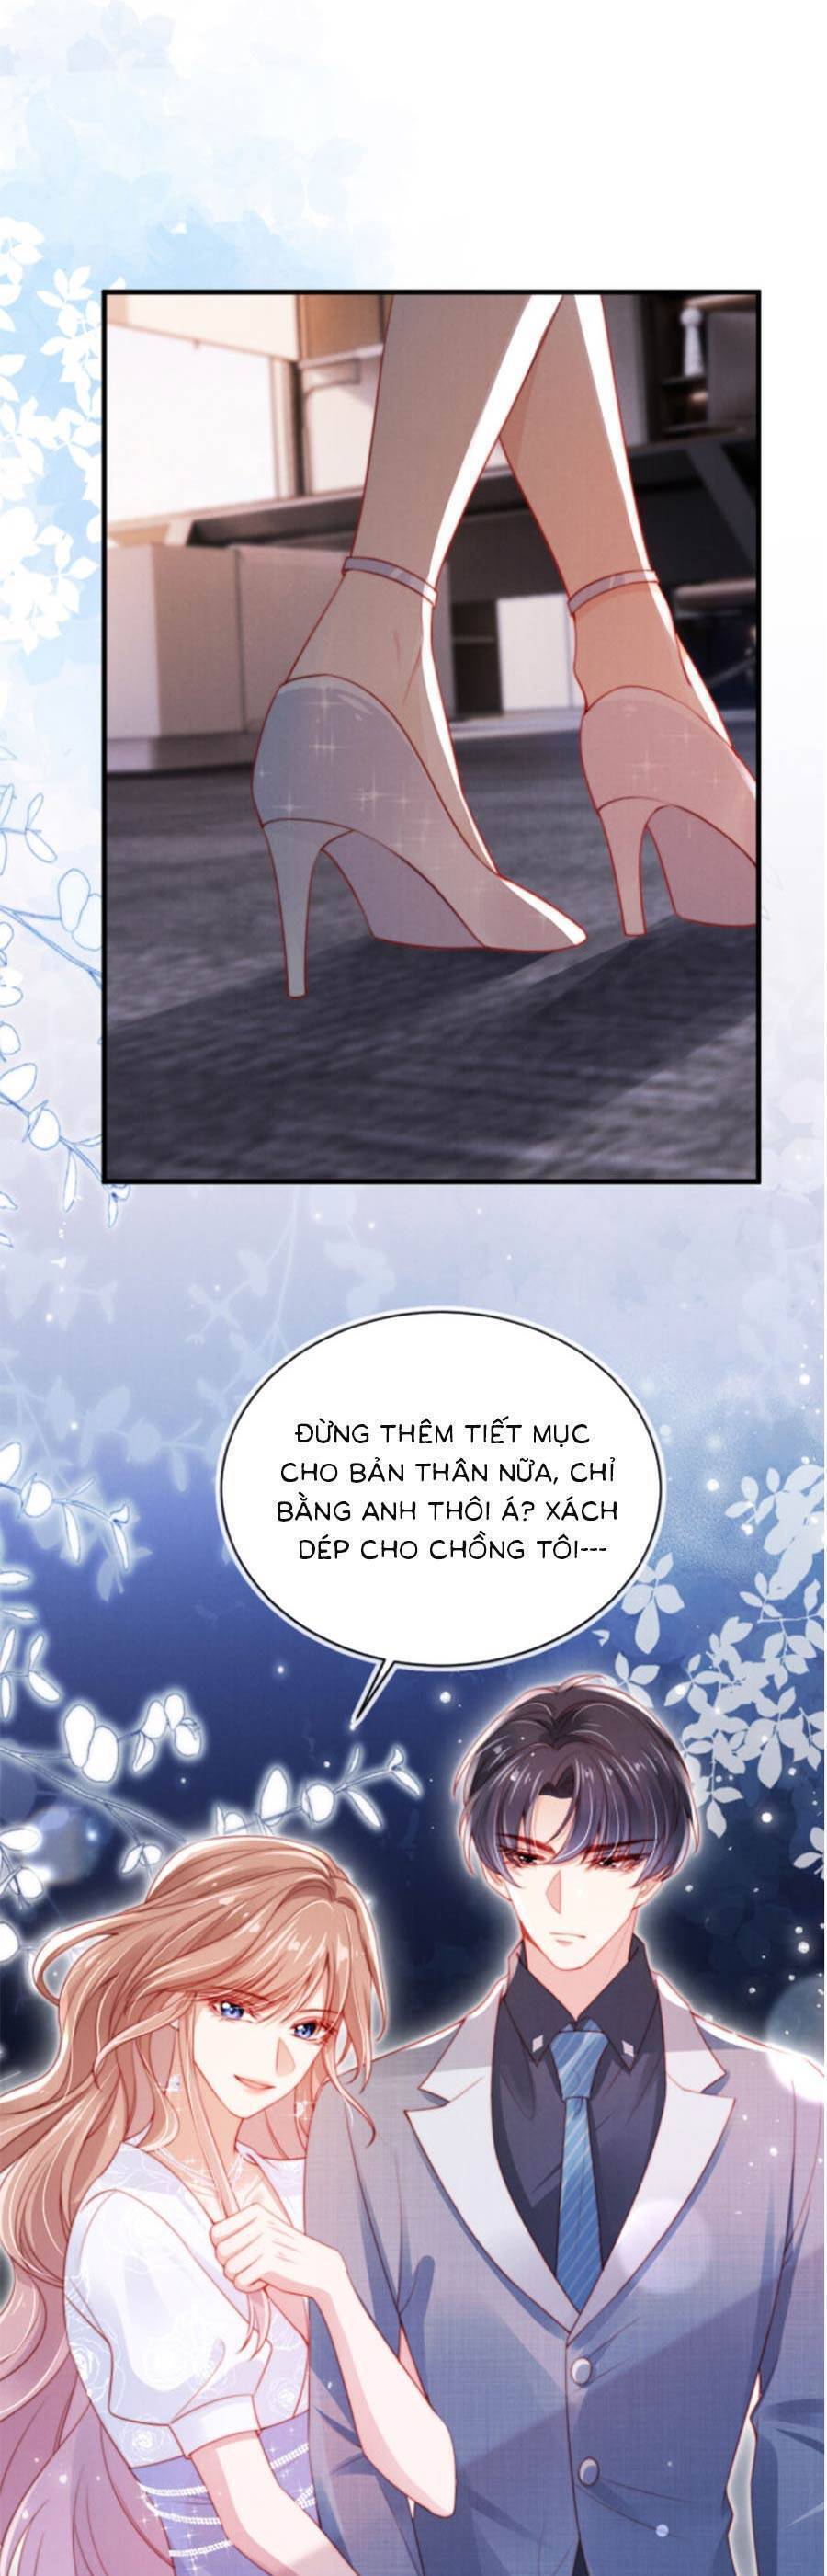 ĐỪNG THÊM TIẾT MỤC
CHO BẢN THÂN NỮA, CHỈ
BẰNG ANH THÔI Á? XÁCH
DÉP CHO CHỒNG TÔI---